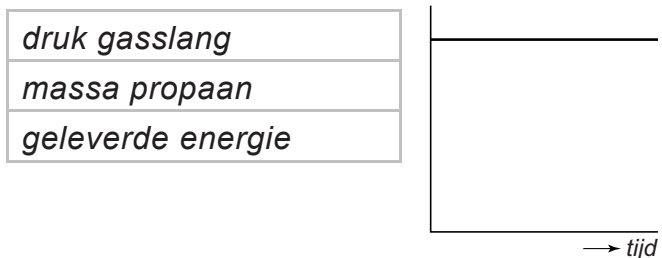 druk gasslang
massa propaan
geleverde energie
tijd